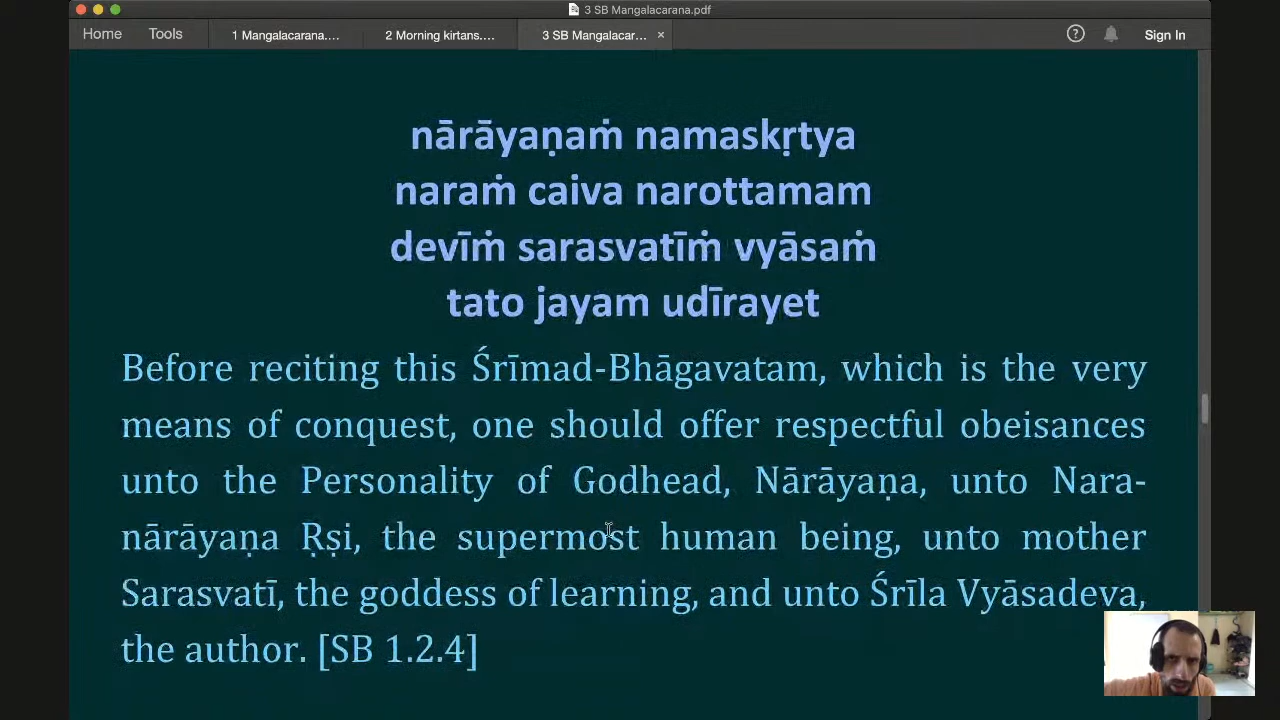 3 SB Mangalacarana.pdf
Home Tools 1 Mangalacarana.... 2 Morning kirtans.... 3 SB Mangalacar... × ? Sign In
nārāyaṇaṁ namaskṛtya
naraṁ caiva narottamam
devīṁ sarasvatīṁ vyāsaṁ
tato jayam udīrayet
Before reciting this Śrīmad-Bhāgavatam, which is the very
means of conquest, one should offer respectful obeisances
unto the Personality of Godhead, Nārāyaṇa, unto Nara-
nārāyaṇa Ṛṣi, the supermost human being, unto mother
Sarasvatī, the goddess of learning, and unto Śrīla Vyāsadeva,
the author. [SB 1.2.4]